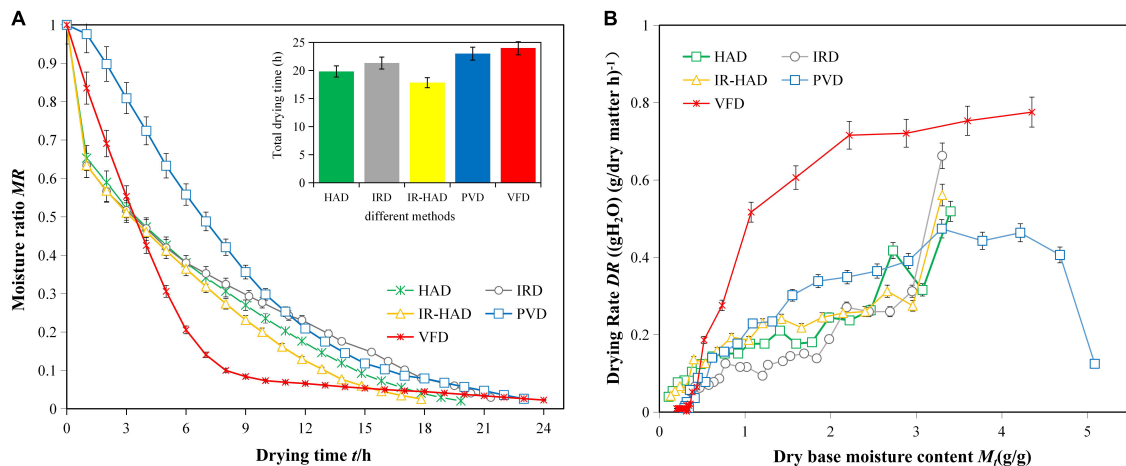 A
1
0.9
0.8
0.7
0.6
0.5
0.4
0.3
0.2
0.1
0
Moisture ratio MR
0 3 6 9 12 15 18 21 24
Drying time t/h
25
20
15
10
5
0
Total drying time (h)
HAD IRD IR-HAD PVD VFD
different methods
HAD IRD
IR-HAD PVD
VFD
B
1
0.8
0.6
0.4
0.2
0
Drying Rate DR ((gH₂O) (g/dry matter h)⁻¹
HAD IRD
IR-HAD PVD
VFD
0 1 2 3 4 5
Dry base moisture content Mₜ(g/g)